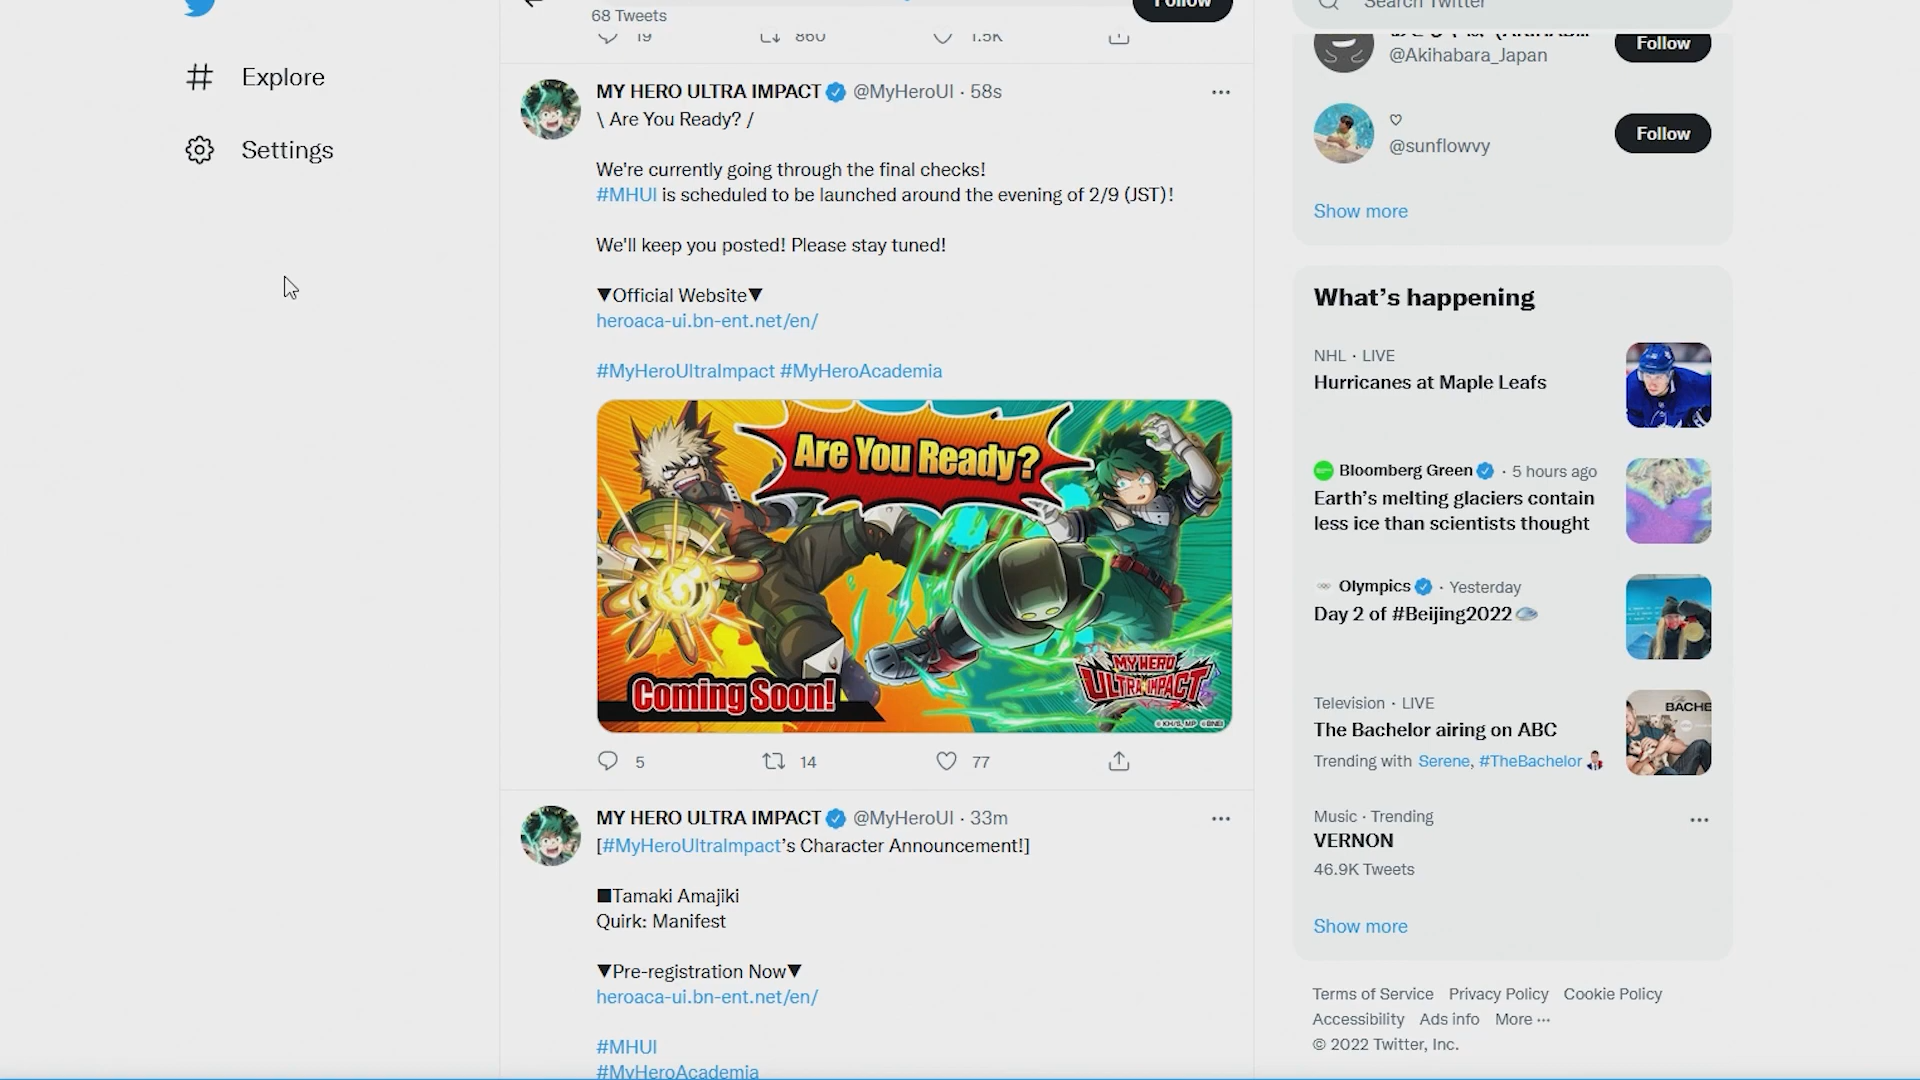 68 Tweets
Follow
Search Twitter
19 860 1.5K
Explore
Settings
MY HERO ULTRA IMPACT @MyHeroUI · 58s
\ Are You Ready? /
We're currently going through the final checks!
#MHUI is scheduled to be launched around the evening of 2/9 (JST)!
We'll keep you posted! Please stay tuned!
▼Official Website▼
heroaca-ui.bn-ent.net/en/
#MyHeroUltraImpact #MyHeroAcademia
Are You Ready?
Coming Soon!
MY HERO
ULTRA IMPACT
©KH/S, MP ©BNEI
5 14 77
MY HERO ULTRA IMPACT @MyHeroUI · 33m
[#MyHeroUltraImpact's Character Announcement!]
■Tamaki Amajiki
Quirk: Manifest
▼Pre-registration Now▼
heroaca-ui.bn-ent.net/en/
#MHUI
#MyHeroAcademia
@Akihabara_Japan
Follow
♡
@sunflowvy
Follow
Show more
What's happening
NHL · LIVE
Hurricanes at Maple Leafs
Bloomberg Green · 5 hours ago
Earth's melting glaciers contain
less ice than scientists thought
Olympics · Yesterday
Day 2 of #Beijing2022
Television · LIVE
The Bachelor airing on ABC
Trending with Serene, #TheBachelor
BACHE
Music · Trending
VERNON
46.9K Tweets
Show more
Terms of Service Privacy Policy Cookie Policy
Accessibility Ads info More ···
© 2022 Twitter, Inc.